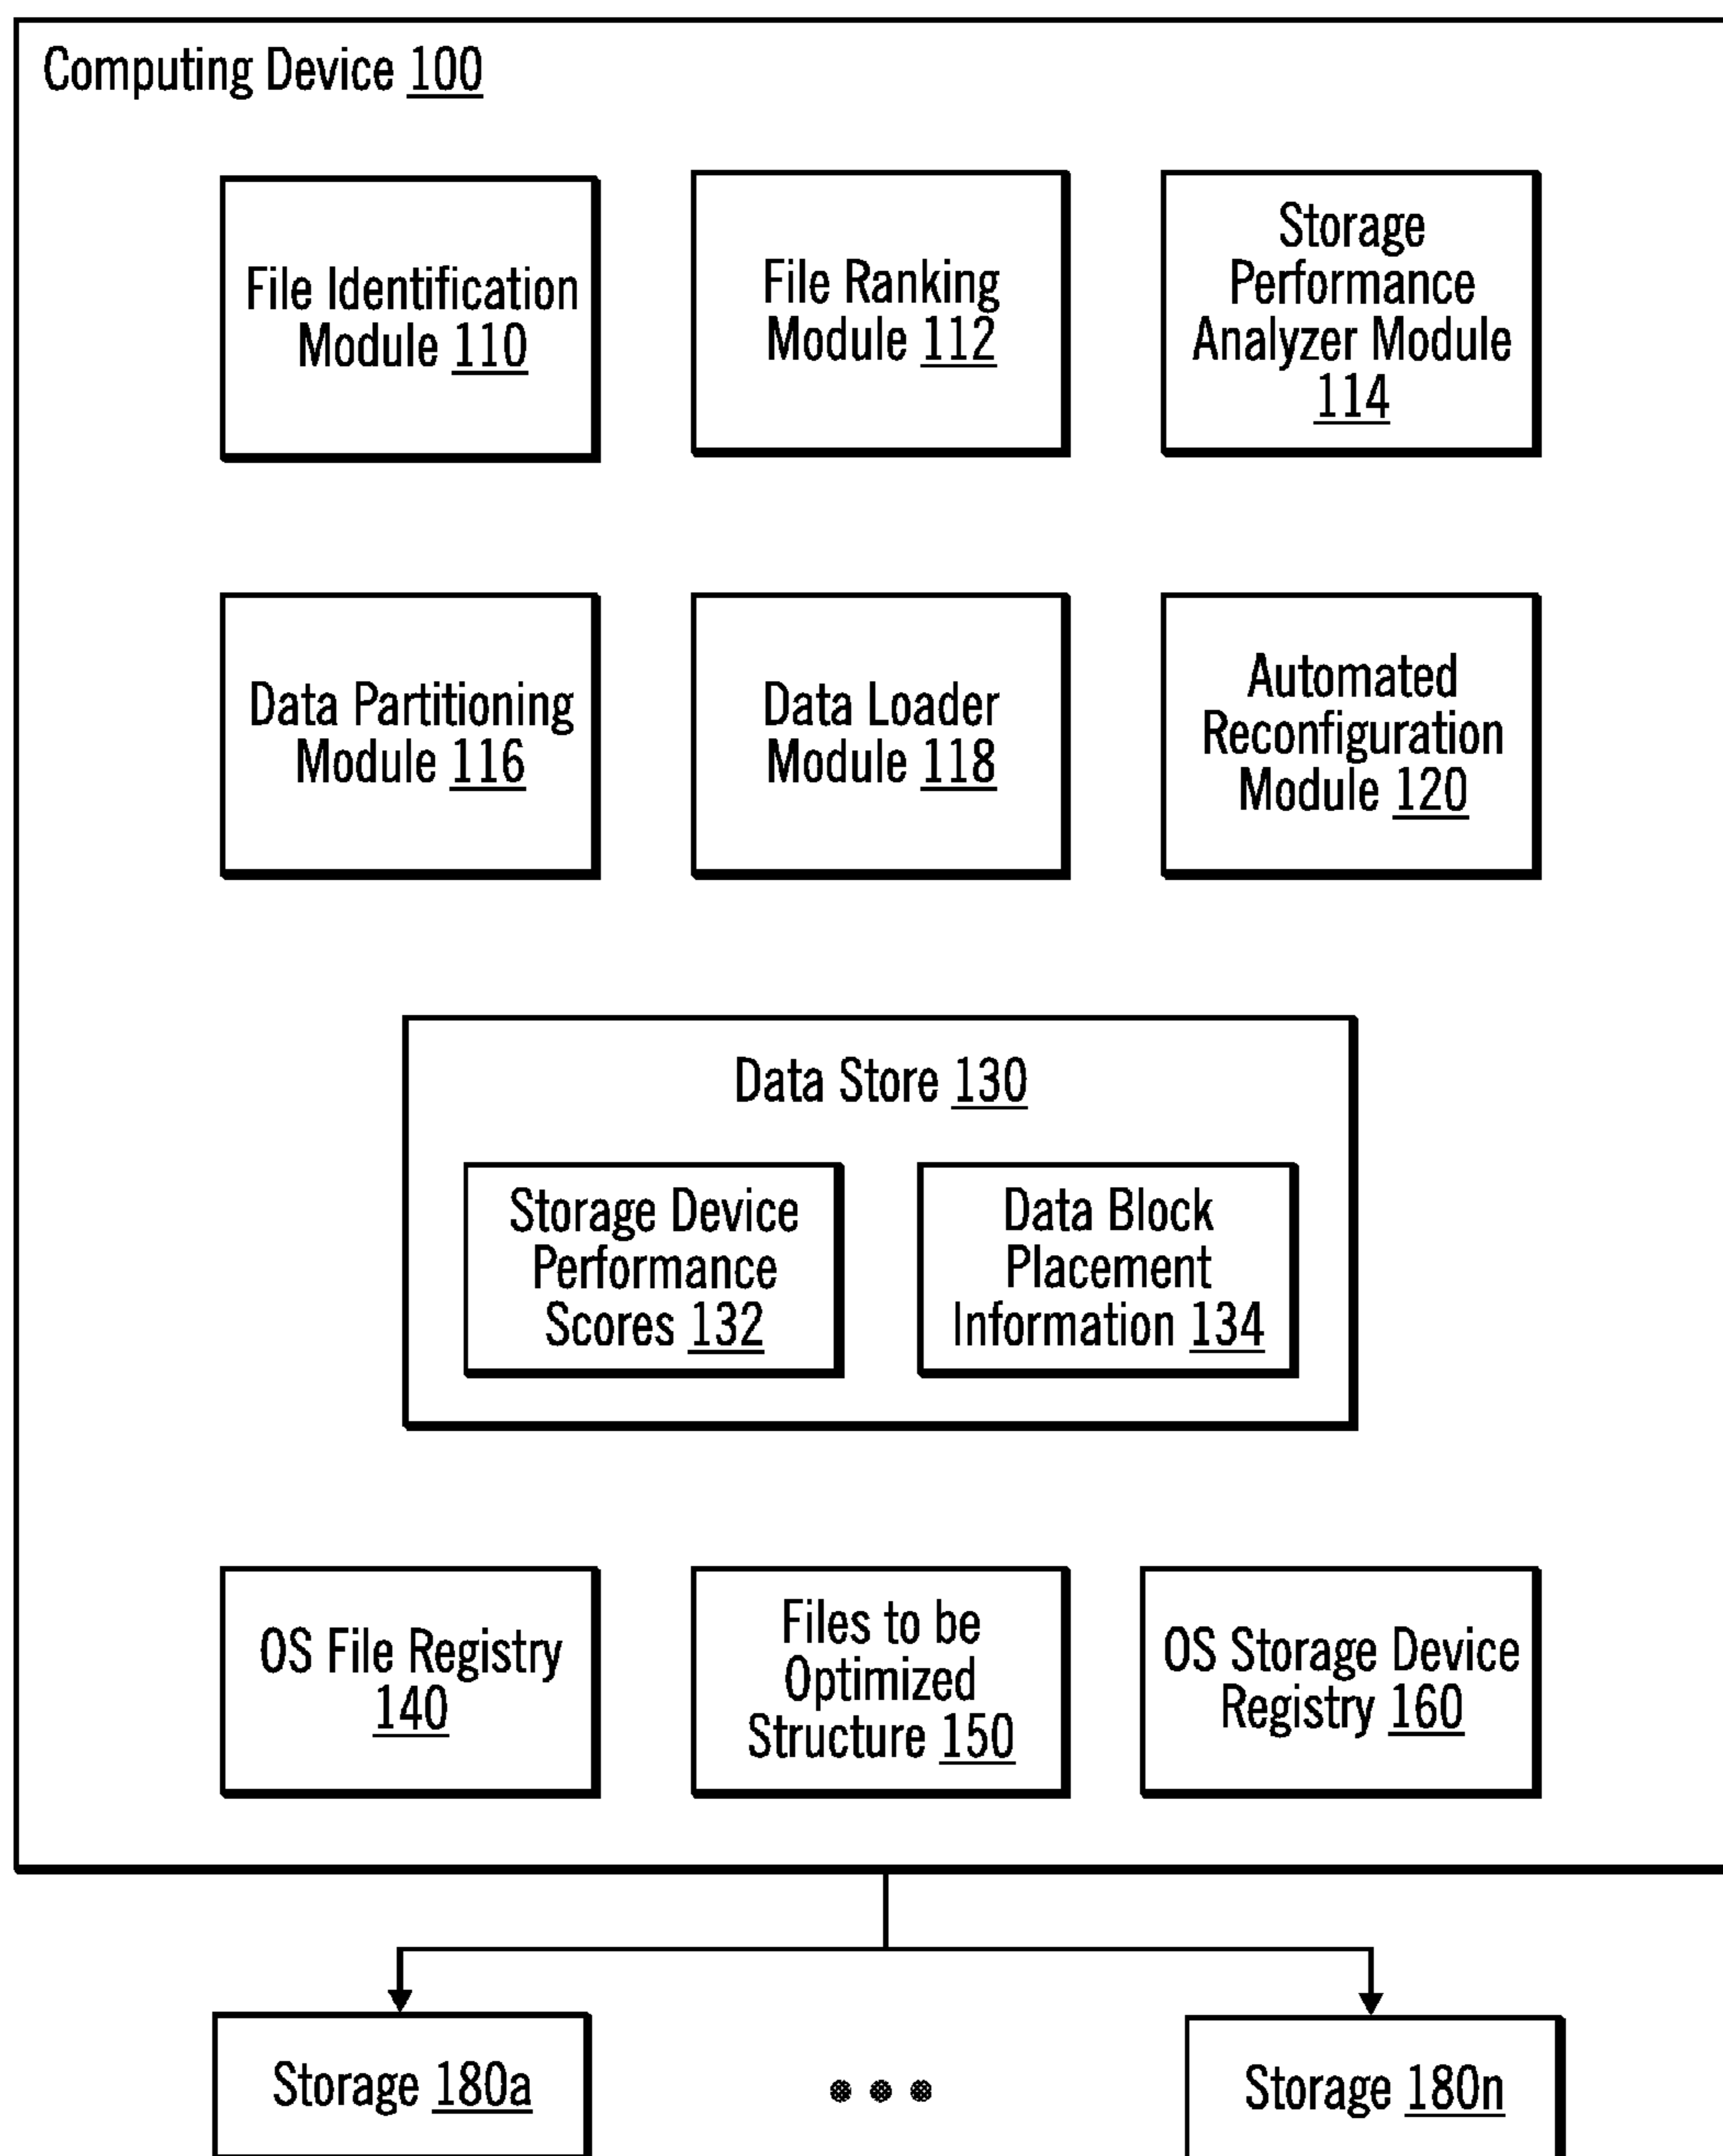 Computing Device 100
File Identification
Module 110
File Ranking
Module 112
Storage
Performance
Analyzer Module
114
Data Partitioning
Module 116
Data Loader
Module 118
Automated
Reconfiguration
Module 120
Data Store 130
Storage Device
Performance
Scores 132
Data Block
Placement
Information 134
OS File Registry
140
Files to be
Optimized
Structure 150
OS Storage Device
Registry 160
Storage 180a
Storage 180n